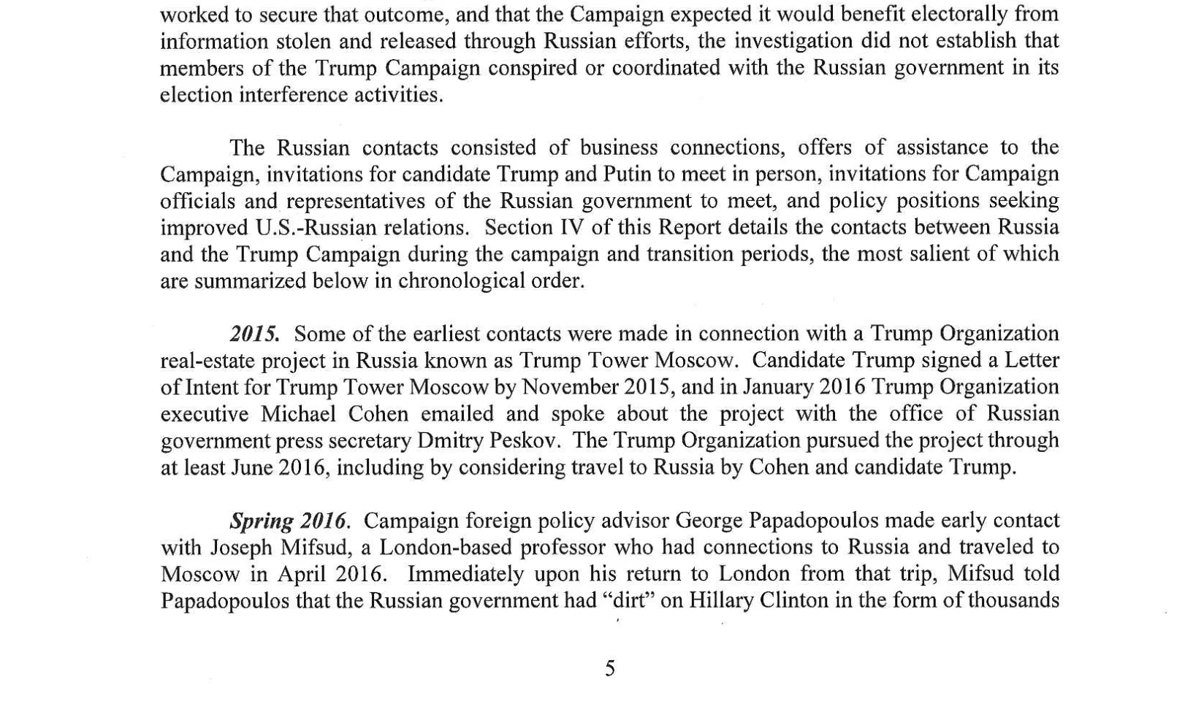 worked to secure that outcome, and that the Campaign expected it would benefit electorally from
information stolen and released through Russian efforts, the investigation did not establish that
members of the Trump Campaign conspired or coordinated with the Russian government in its
election interference activities.
The Russian contacts consisted of business connections, offers of assistance to the
Campaign, invitations for candidate Trump and Putin to meet in person, invitations for Campaign
officials and representatives of the Russian government to meet, and policy positions seeking
improved U.S.-Russian relations. Section IV of this Report details the contacts between Russia
and the Trump Campaign during the campaign and transition periods, the most salient of which
are summarized below in chronological order.
2015. Some of the earliest contacts were made in connection with a Trump Organization
real-estate project in Russia known as Trump Tower Moscow. Candidate Trump signed a Letter
of Intent for Trump Tower Moscow by November 2015, and in January 2016 Trump Organization
executive Michael Cohen emailed and spoke about the project with the office of Russian
government press secretary Dmitry Peskov. The Trump Organization pursued the project through
at least June 2016, including by considering travel to Russia by Cohen and candidate Trump.
Spring 2016. Campaign foreign policy advisor George Papadopoulos made early contact
with Joseph Mifsud, a London-based professor who had connections to Russia and traveled to
Moscow in April 2016. Immediately upon his return to London from that trip, Mifsud told
Papadopoulos that the Russian government had “dirt” on Hillary Clinton in the form of thousands
5